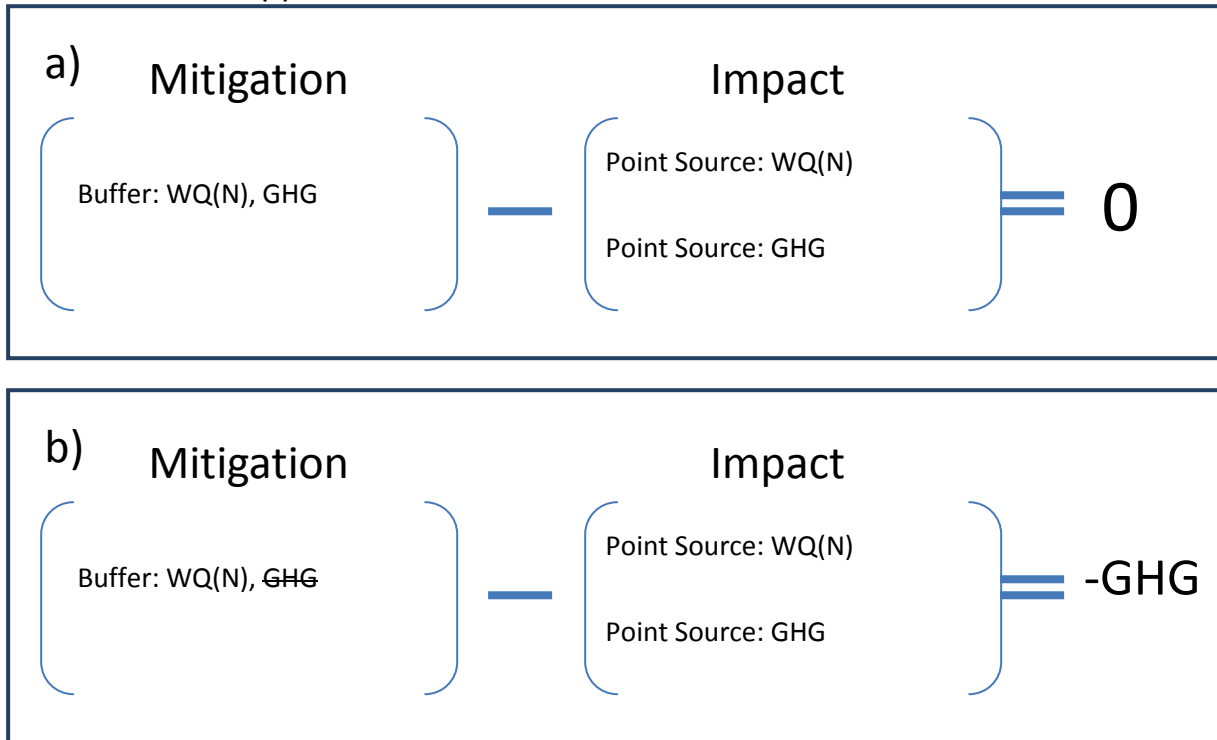 a)
Mitigation
Impact
Buffer: WQ(N), GHG
Point Source: WQ(N)
Point Source: GHG
0
b)
Mitigation
Impact
Buffer: WQ(N), GHG
Point Source: WQ(N)
Point Source: GHG
-GHG